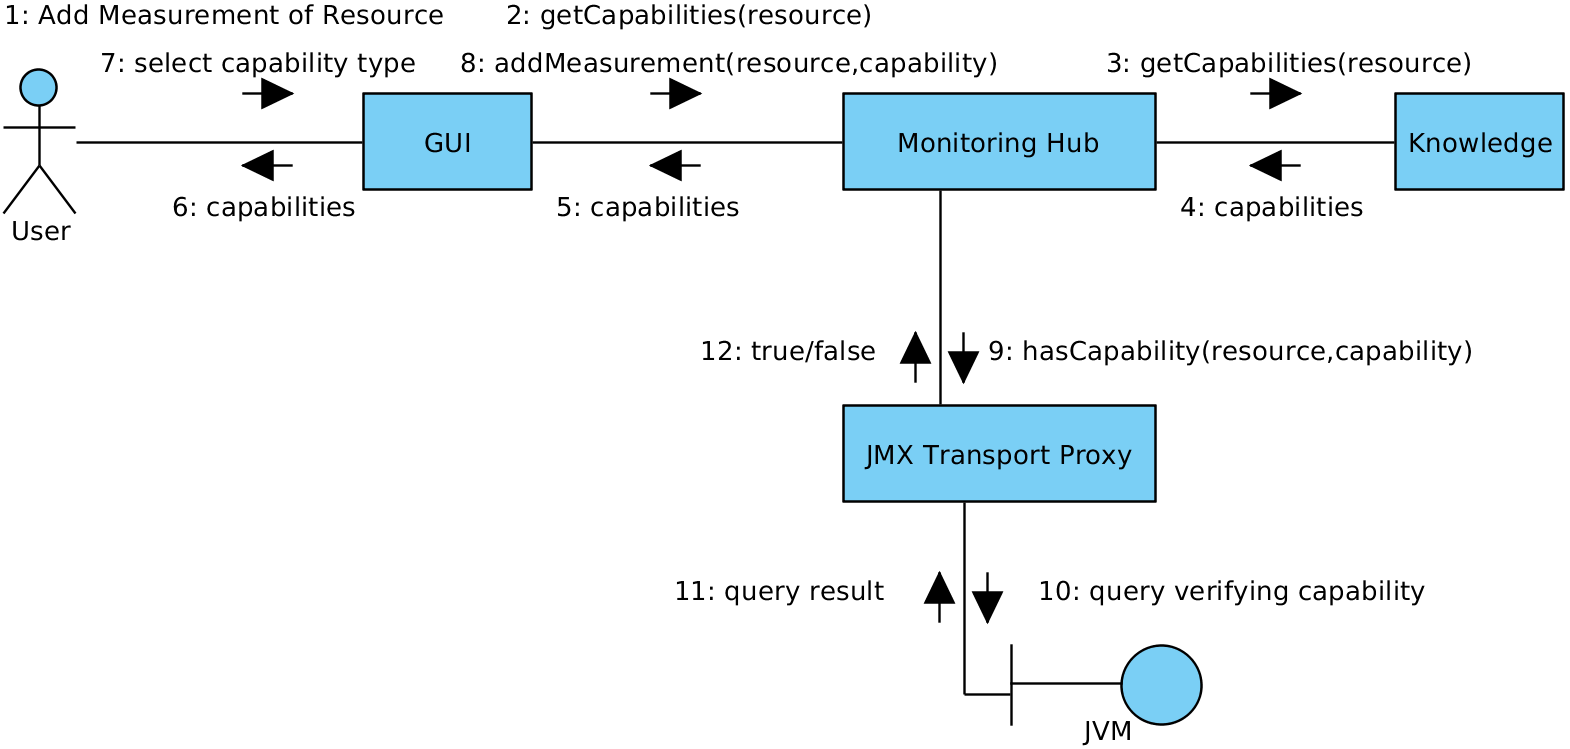 1: Add Measurement of Resource
2: getCapabilities(resource)
7: select capability type
8: addMeasurement(resource,capability)
3: getCapabilities(resource)
GUI
Monitoring Hub
Knowledge
6: capabilities
5: capabilities
4: capabilities
User
12: true/false
9: hasCapability(resource,capability)
JMX Transport Proxy
11: query result
10: query verifying capability
JVM